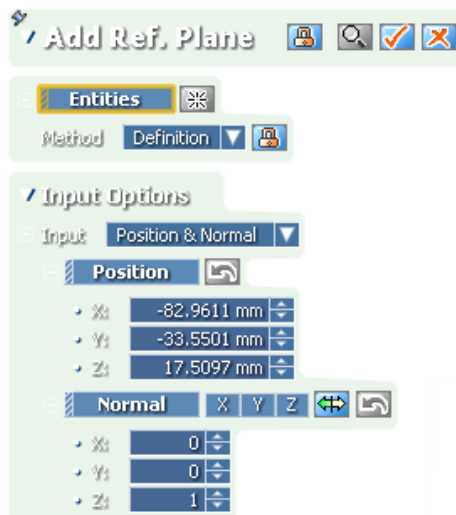 Add Ref. Plane
Entities
Method Definition
Input Options
Input Position & Normal
Position
X: -82.9611 mm
Y: -33.5501 mm
Z: 17.5097 mm
Normal X Y Z
X: 0
Y: 0
Z: 1